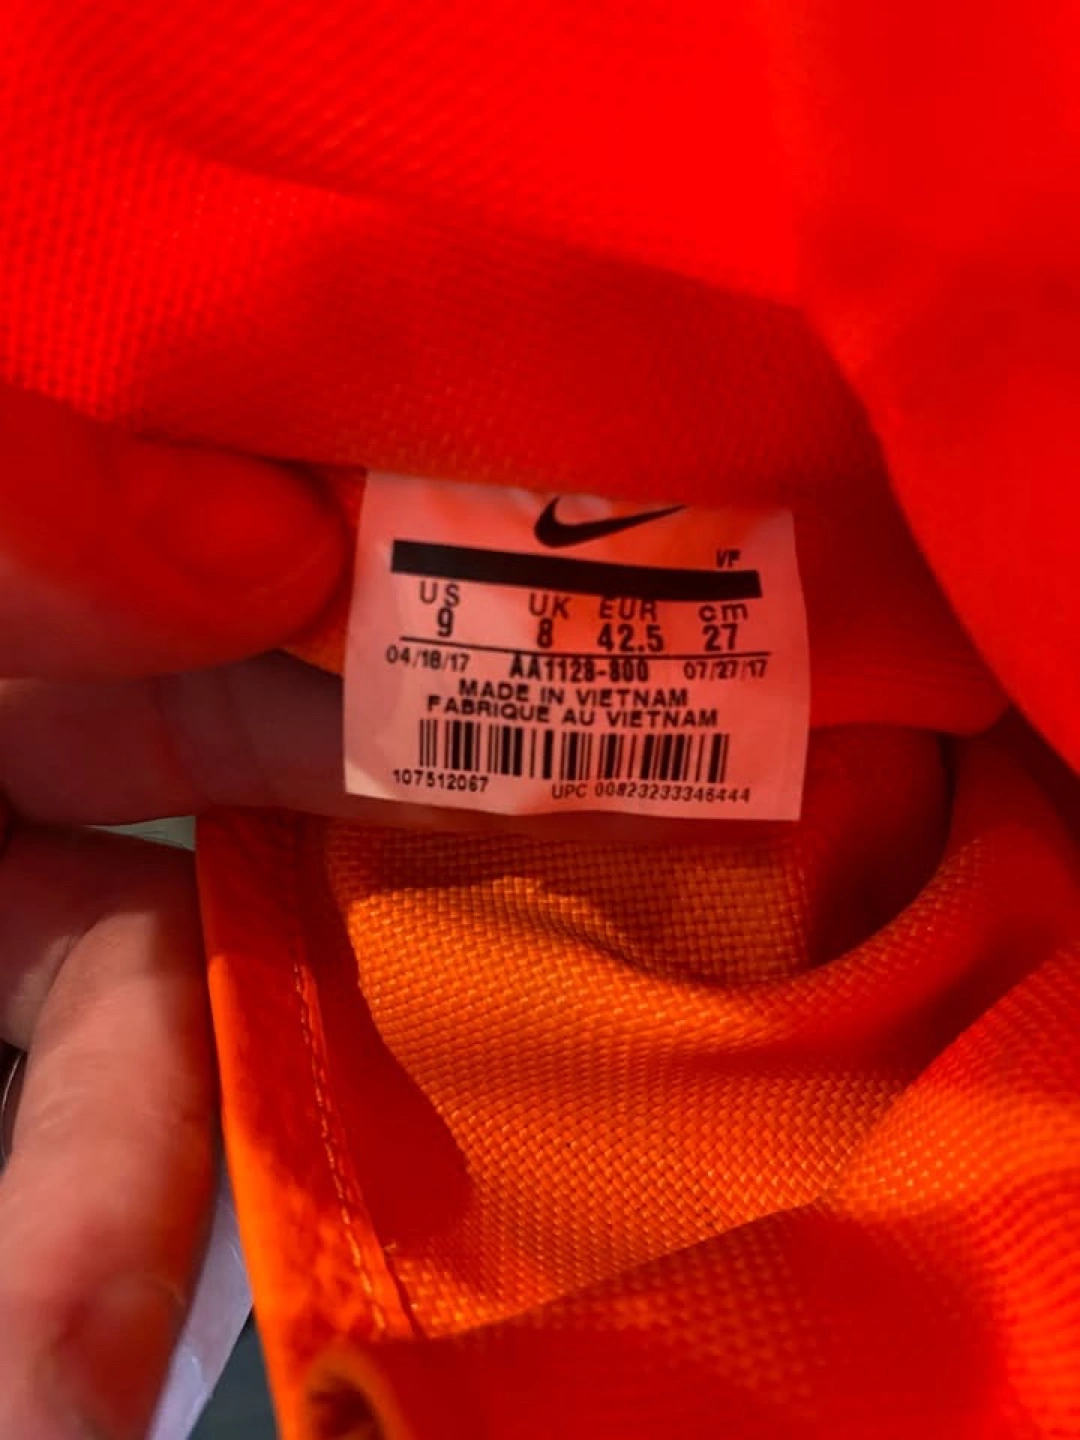 VF
US UK EUR cm
9 8 42.5 27
04/18/17 AA1128-800 07/27/17
MADE IN VIETNAM
FABRIQUE AU VIETNAM
107512067 UPC 00823233346444